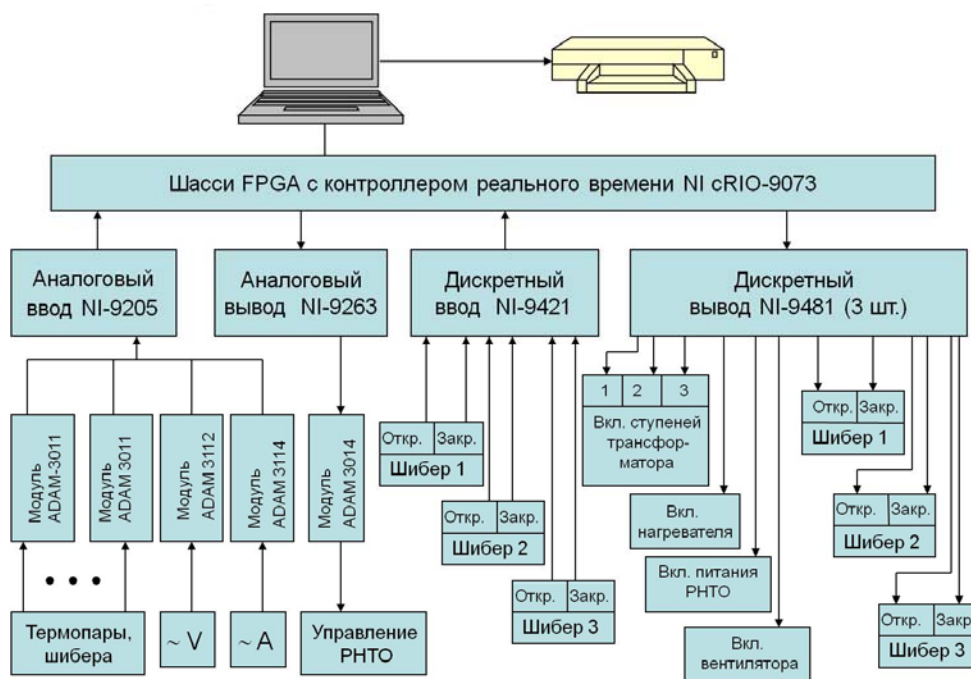 Шасси FPGA с контроллером реального времени NI cRIO-9073
Аналоговый
ввод NI-9205
Аналоговый
вывод NI-9263
Дискретный
ввод NI-9421
Дискретный
вывод NI-9481 (3 шт.)
Модуль
ADAM-3011
Модуль
ADAM 3011
Модуль
ADAM 3112
Модуль
ADAM 3114
Модуль
ADAM 3014
Термопары,
шибера
~ V
~ A
Управление
РНТО
Откр. Закр.
Шибер 1
Откр. Закр.
Шибер 2
Откр. Закр.
Шибер 3
1 2 3
Вкл. ступеней
трансфор-
матора
Вкл.
нагревателя
Вкл. питания
РНТО
Вкл.
вентилятора
Откр. Закр.
Шибер 1
Откр. Закр.
Шибер 2
Откр. Закр.
Шибер 3